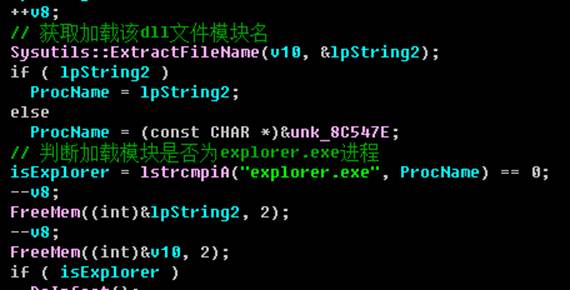 ++v8;
// 获取加载该dll文件模块名
Sysutils::ExtractFileName(v10, &lpString2);
if ( lpString2 )
ProcName = lpString2;
else
ProcName = (const CHAR *)&unk_8C547E;
// 判断加载模块是否为explorer.exe进程
isExplorer = lstrcmpiA("explorer.exe", ProcName) == 0;
--v8;
FreeMem((int)&lpString2, 2);
--v8;
FreeMem((int)&v10, 2);
if ( isExplorer )